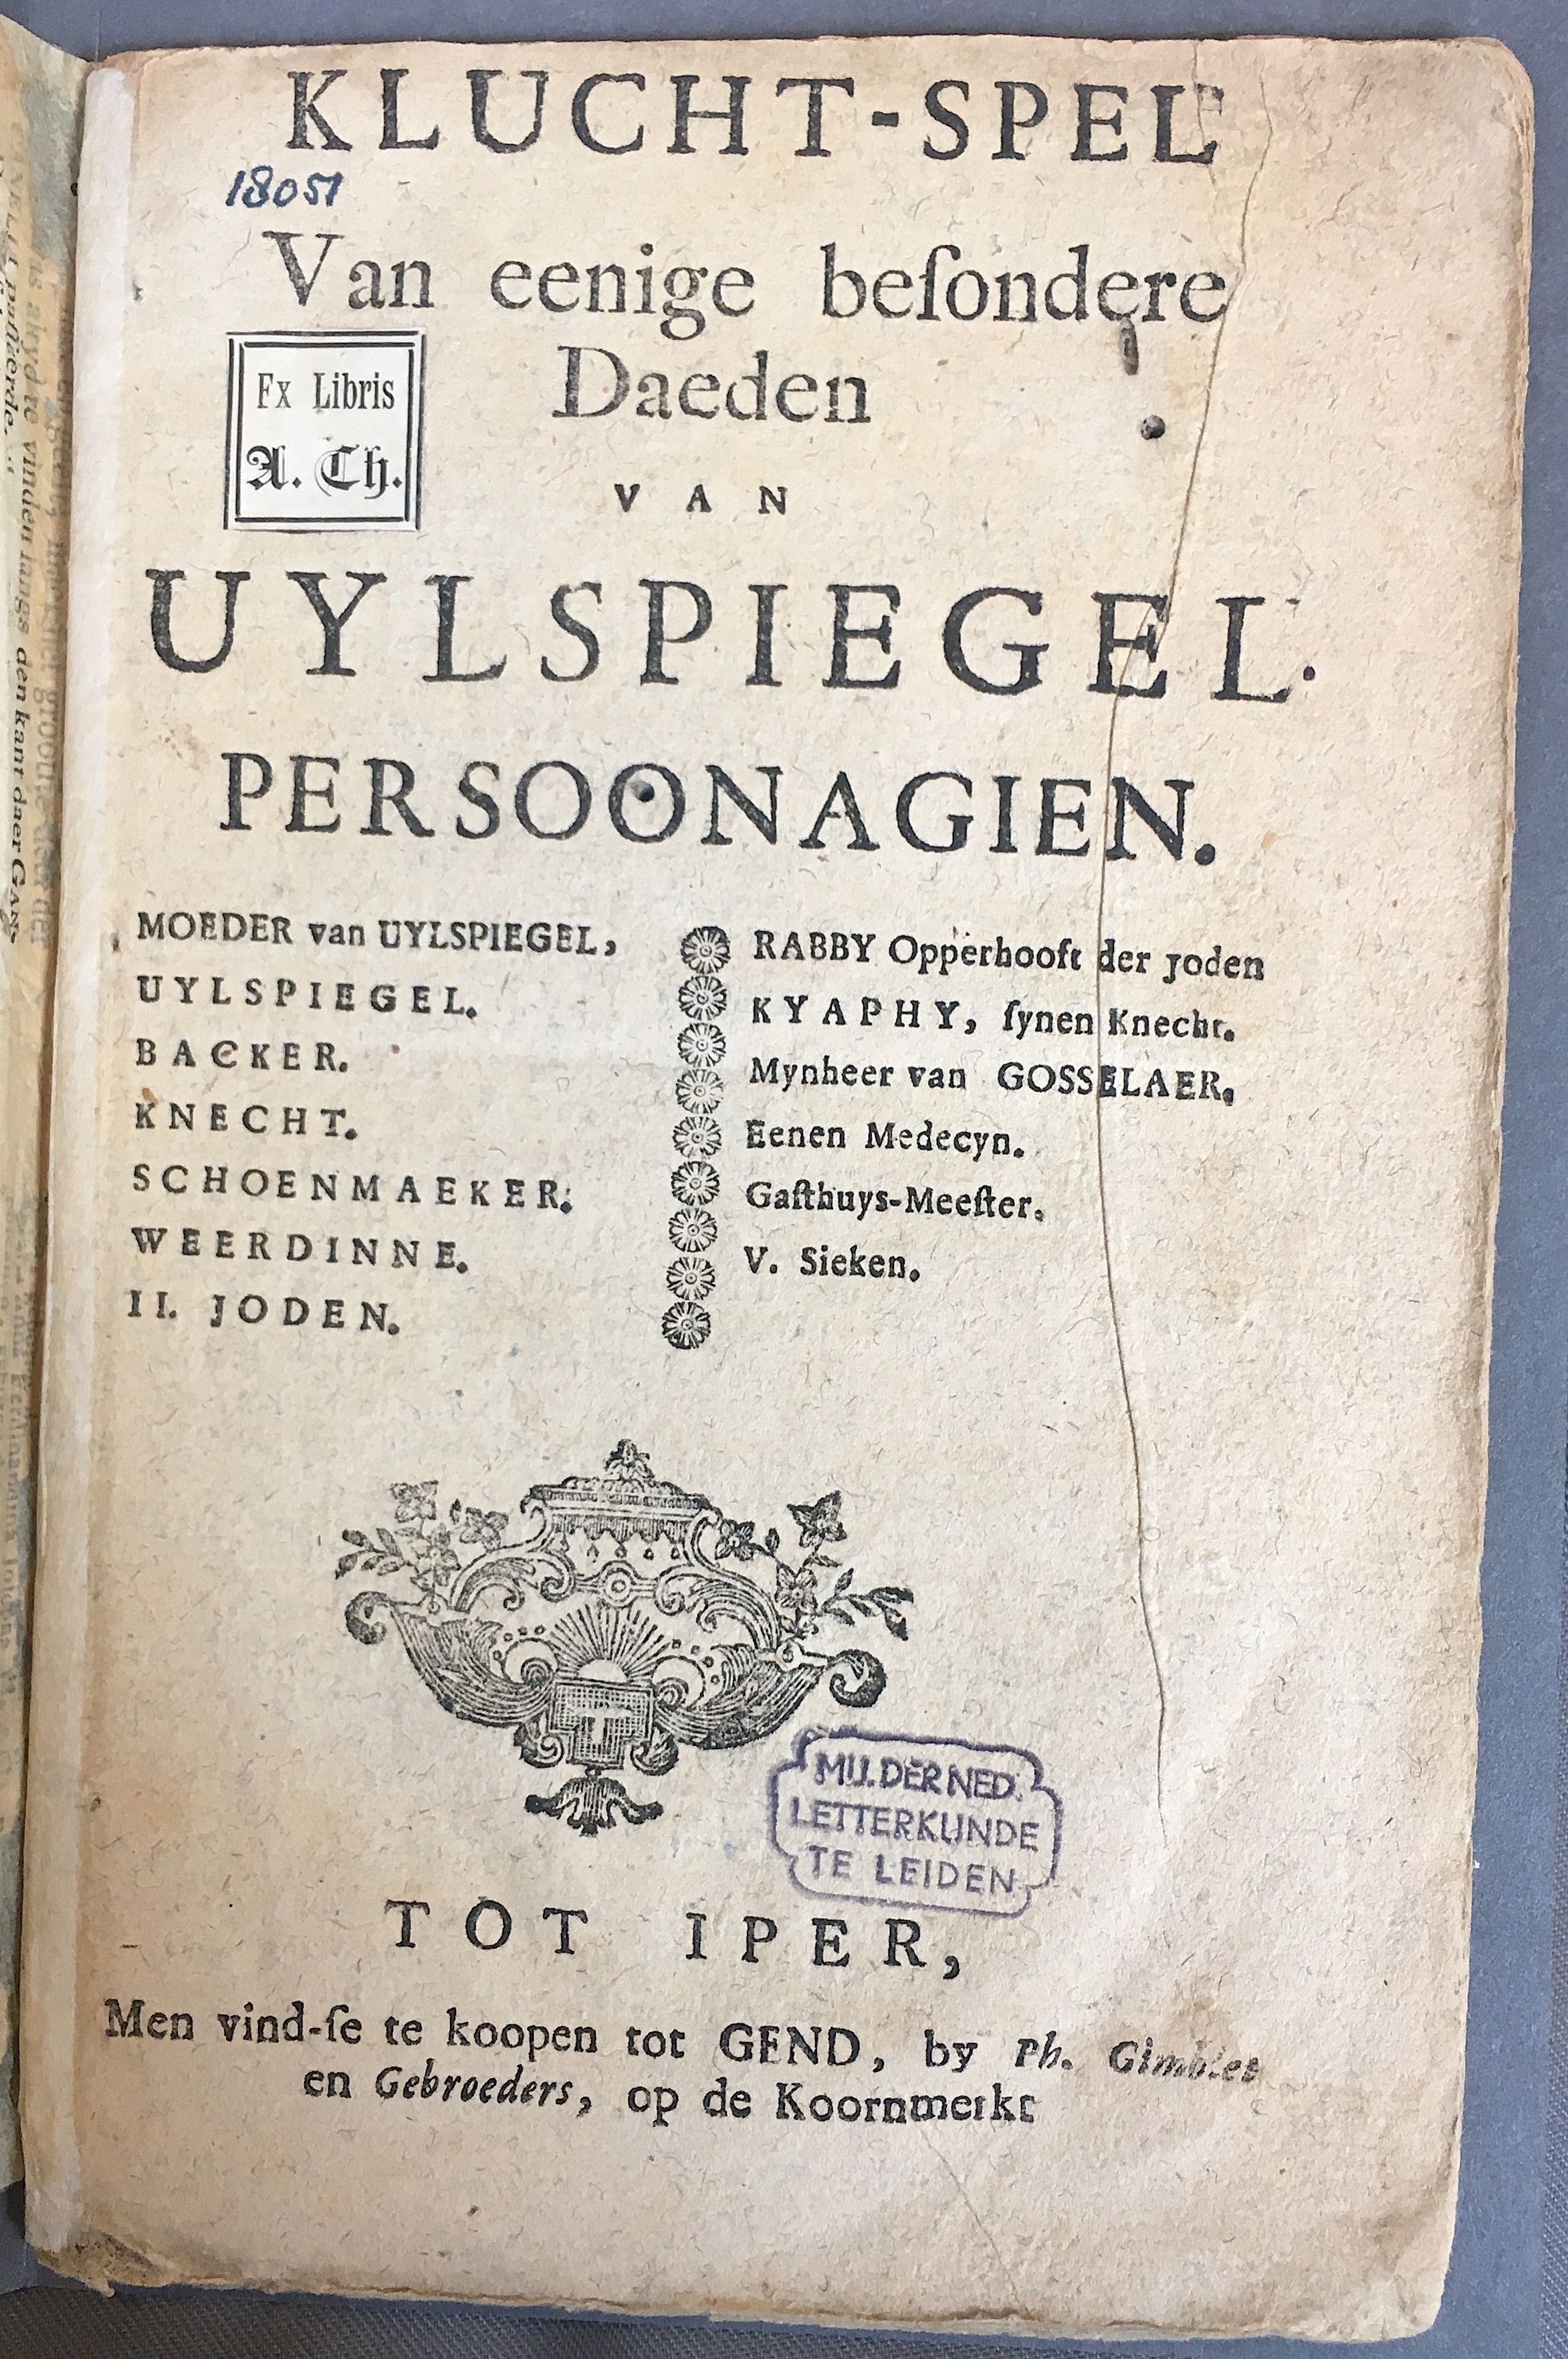 KLUCHT-SPEL
18051
Van eenige beſondere
Daeden
Ex Libris
A. Ch.
VAN
UYLSPIEGEL.
PERSOONAGIEN.
MOEDER van UYLSPIEGEL,
UYLSPIEGEL.
BACKER.
KNECHT.
SCHOENMAEKER.
WEERDINNE.
II. JODEN.
RABBY Opperhooft der Joden
KYAPHY, ſynen Knecht.
Mynheer van GOSSELAER,
Eenen Medecyn.
Gaſthuys-Meeſter.
V. Sieken.
MIJ. DER NED.
LETTERKUNDE
TE LEIDEN
TOT IPER,
Men vind-ſe te koopen tot GEND, by Ph. Gimblet
en Gebroeders, op de Koornmerkt